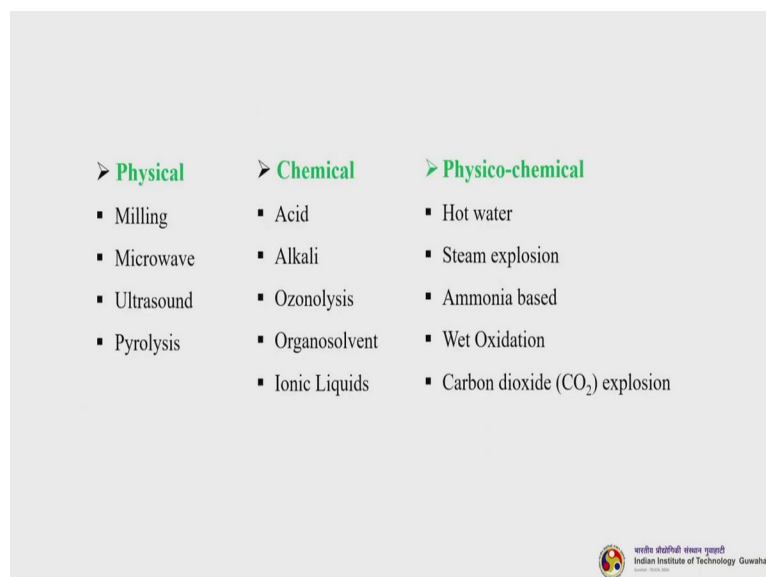 Physical
Milling
Microwave
Ultrasound
Pyrolysis
Chemical
Acid
Alkali
Ozonolysis
Organosolvent
Ionic Liquids
Physico-chemical
Hot water
Steam explosion
Ammonia based
Wet Oxidation
Carbon dioxide (CO₂) explosion
भारतीय प्रौद्योगिकी संस्थान गुवाहाटी
Indian Institute of Technology Guwaha